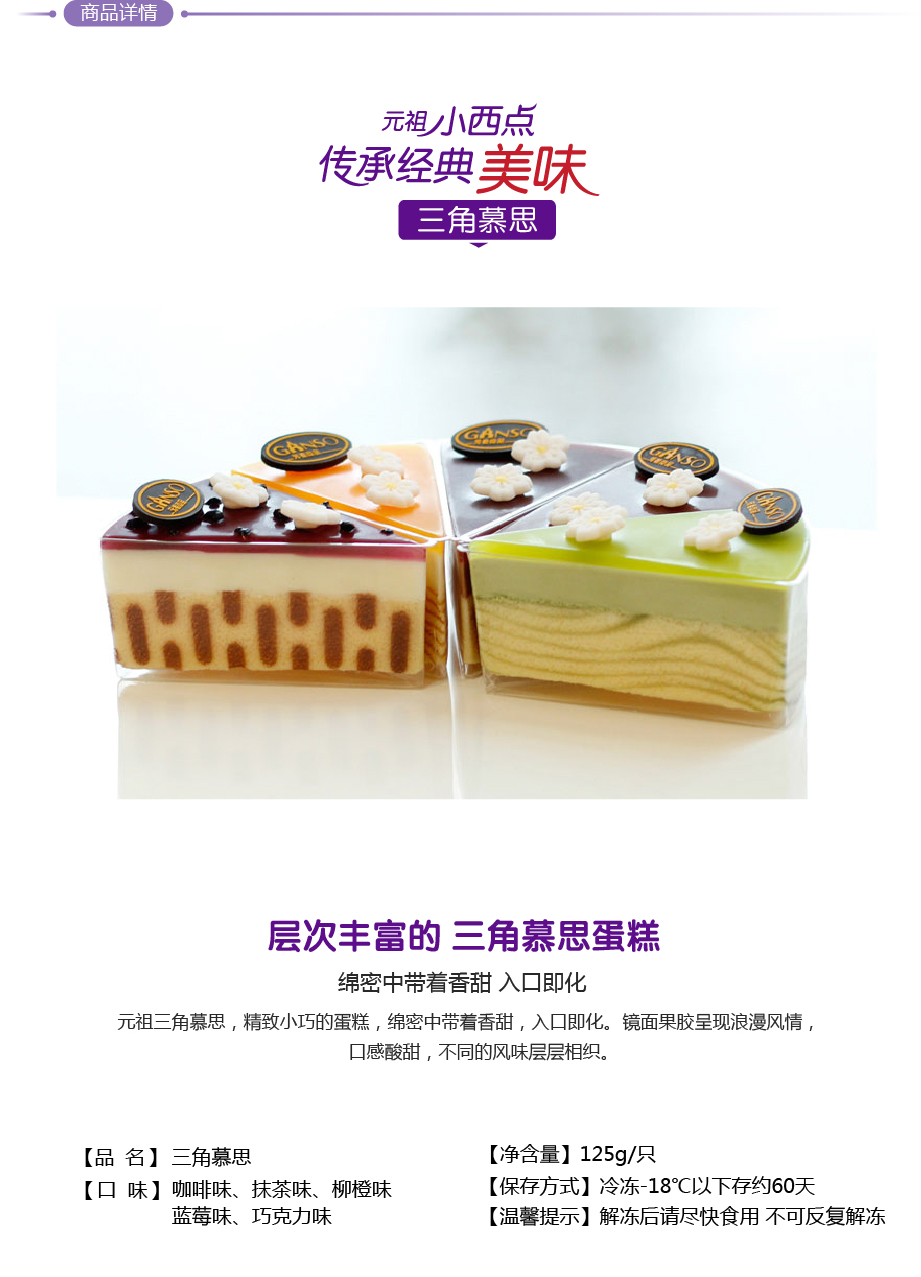 商品详情
元祖小西点
传承经典美味
三角慕思
GANSO
GANSO
GANSO
GANSO
GANSO
层次丰富的 三角慕思蛋糕
绵密中带着香甜 入口即化
元祖三角慕思，精致小巧的蛋糕，绵密中带着香甜，入口即化。镜面果胶呈现浪漫风情，
口感酸甜，不同的风味层层相织。
【品 名】三角慕思
【口 味】咖啡味、抹茶味、柳橙味
蓝莓味、巧克力味
【净含量】125g/只
【保存方式】冷冻-18℃以下存约60天
【温馨提示】解冻后请尽快食用 不可反复解冻